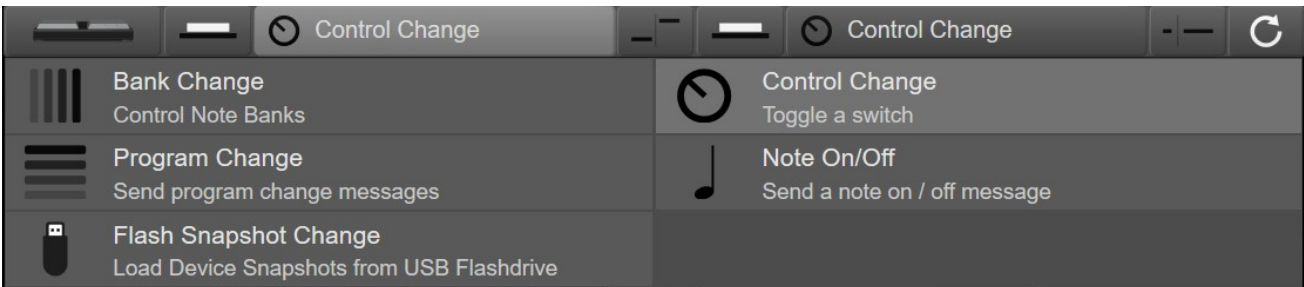 Control Change
Control Change
Bank Change
Control Note Banks
Control Change
Toggle a switch
Program Change
Send program change messages
Note On/Off
Send a note on / off message
Flash Snapshot Change
Load Device Snapshots from USB Flashdrive